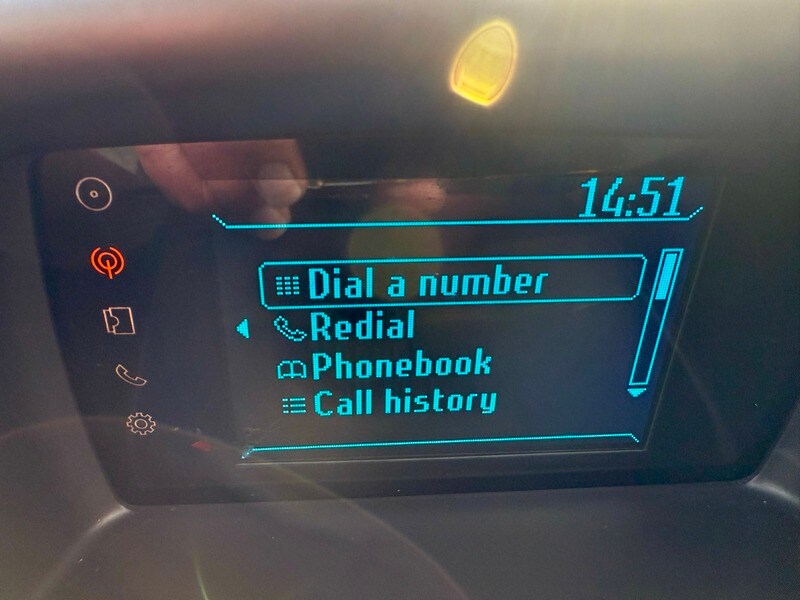 14:51
Dial a number
Redial
Phonebook
Call history